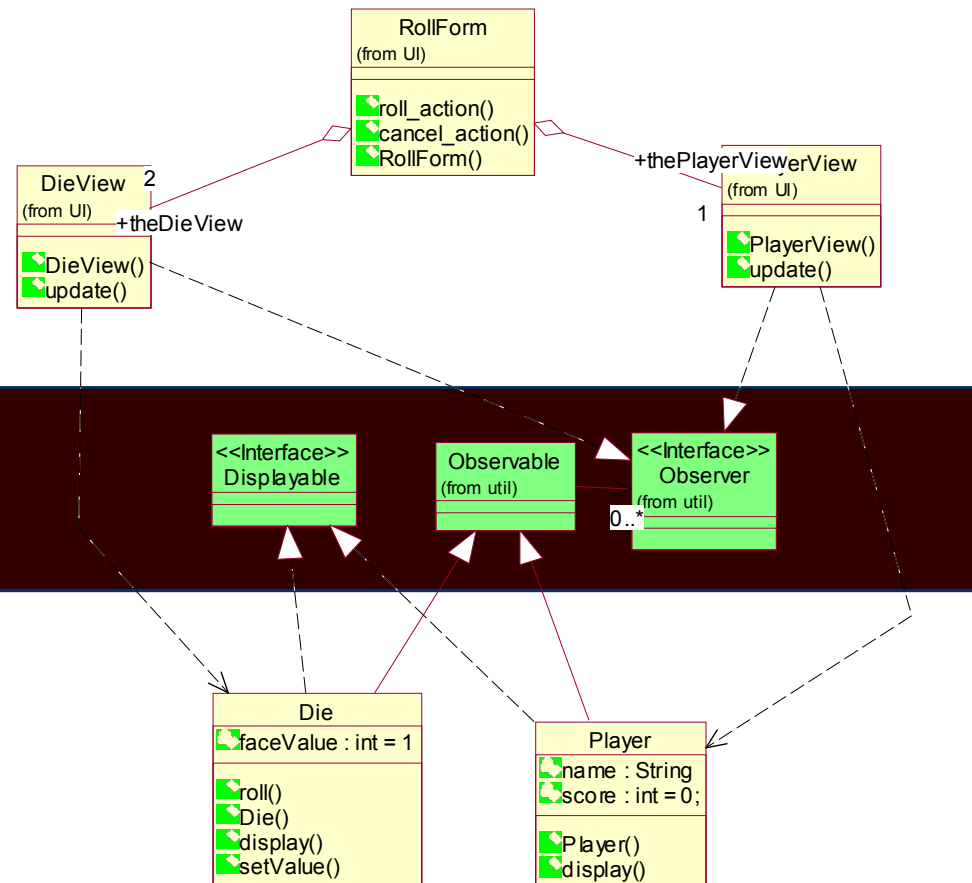 RollForm
(from UI)
roll_action()
cancel_action()
RollForm()
DieView
(from UI)
2
+theDieView
DieView()
update()
+thePlayerView
yerView
(from UI)
1
PlayerView()
update()
<<Interface>>
Displayable
Observable
(from util)
<<Interface>>
Observer
(from util)
0..*
Die
faceValue : int = 1
roll()
Die()
display()
setValue()
Player
name : String
score : int = 0;
Player()
display()